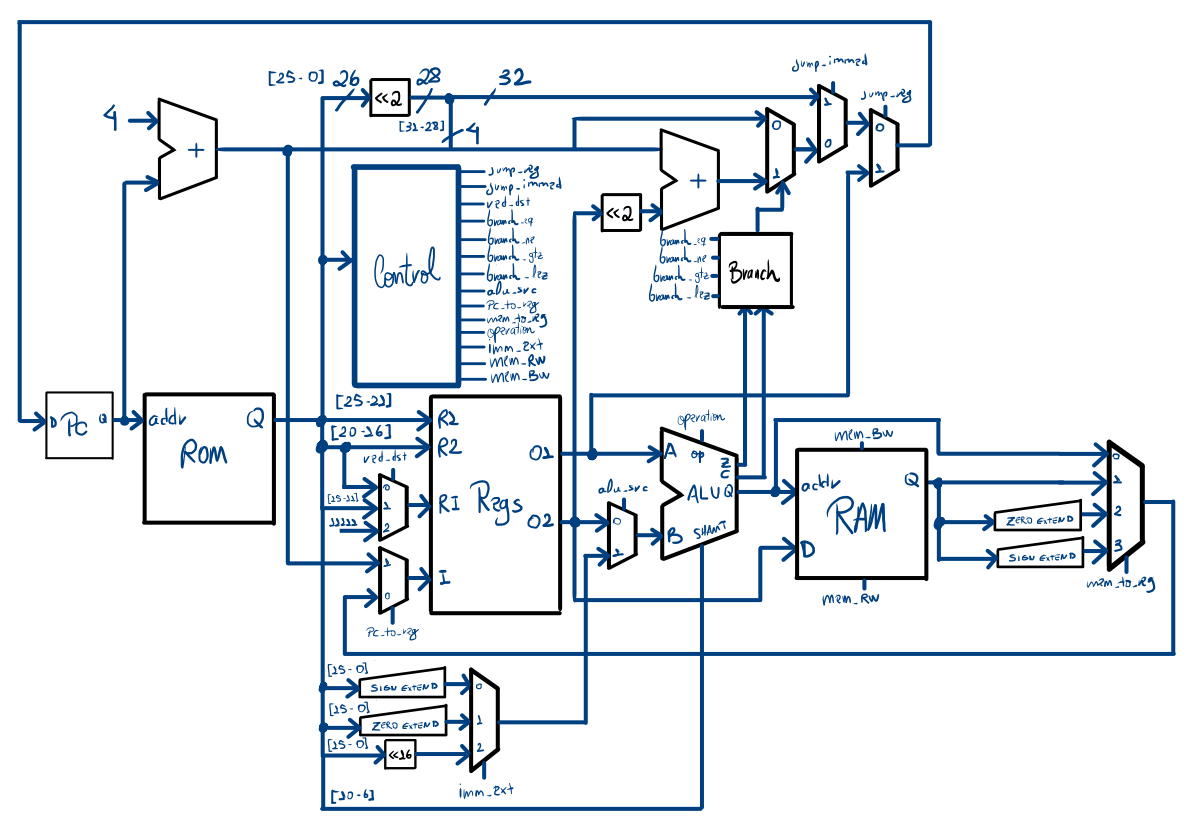 [25-0] 26 28 32
<<2
[31-28] 4
jump_immed
jump_reg
1
0
0
1
0
1
4
+
+
<<2
Control
jump_reg
jump_immed
red_dst
branch_eq
branch_ne
branch_gtz
branch_lez
alu_src
Pc_to_reg
mem_to_reg
operation
imm_ext
mem_RW
mem_BW
branch_eq
branch_ne
branch_gtz
branch_lez
Branch
D PC Q
addr Q
ROM
[25-21]
[20-16]
red_dst
[15-11]
11111
0
1
2
1
0
Pc_to_reg
R1
R2
RI
I
Regs
O1
O2
alu_src
0
1
operation
A
op
Z
C
ALU Q
B
SHAMT
mem_BW
addr Q
RAM
D
mem_RW
ZERO EXTEND
SIGN EXTEND
0
1
2
3
mem_to_reg
[15-0]
SIGN EXTEND
[15-0]
ZERO EXTEND
[15-0]
<<16
0
1
2
imm_ext
[10-6]